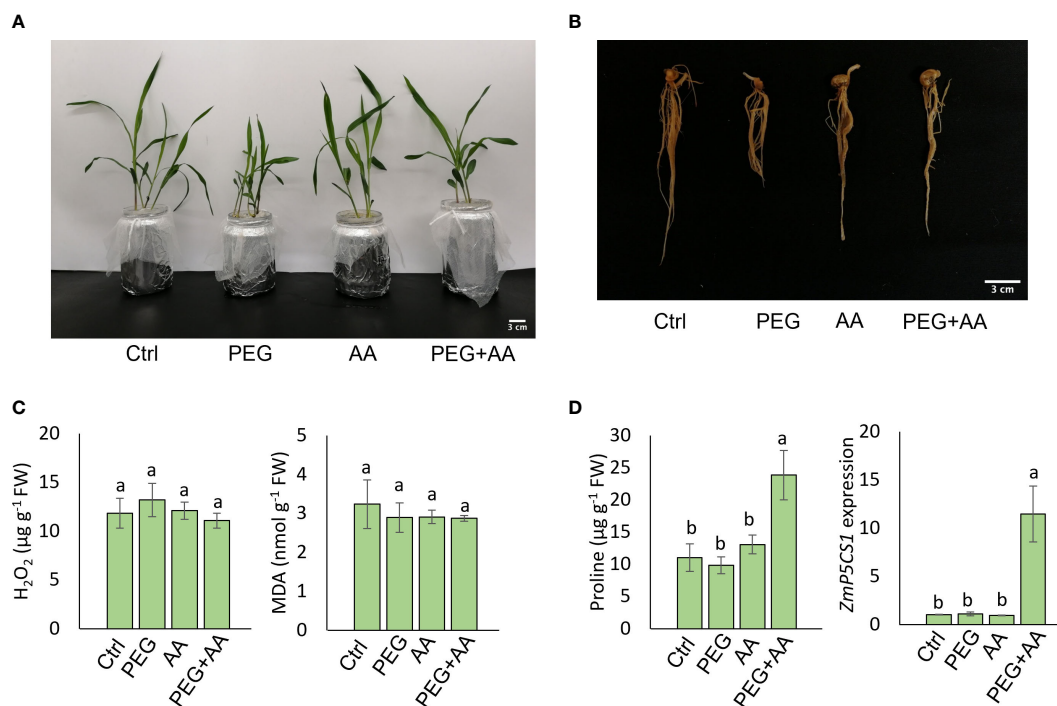 A
3 cm
Ctrl PEG AA PEG+AA
B
3 cm
Ctrl PEG AA PEG+AA
C
H₂O₂ (µg g⁻¹ FW)
20
15
10
5
0
a a a a
Ctrl PEG AA PEG+AA
MDA (nmol g⁻¹ FW)
5
4
3
2
1
0
a a a a
Ctrl PEG AA PEG+AA
D
Proline (µg g⁻¹ FW)
30
25
20
15
10
5
0
b b b a
Ctrl PEG AA PEG+AA
ZmP5CS1 expression
20
15
10
5
0
b b b a
Ctrl PEG AA PEG+AA